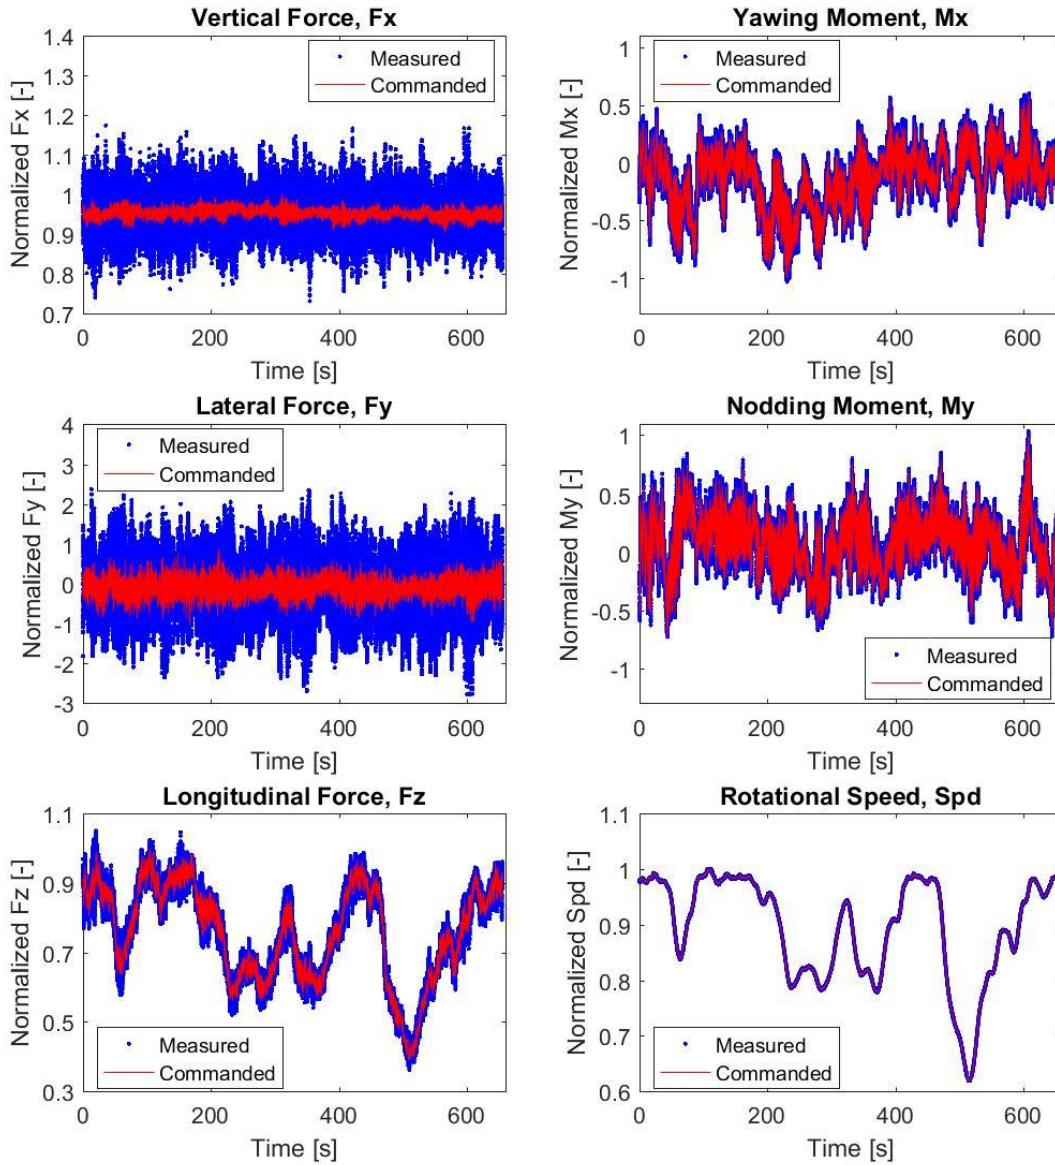 Vertical Force, Fx
1.4
1.3
1.2
1.1
1
0.9
0.8
0.7
Normalized Fx [-]
Measured
Commanded
0 200 400 600
Time [s]
Yawing Moment, Mx
1
0.5
0
-0.5
-1
Normalized Mx [-]
Measured
Commanded
0 200 400 600
Time [s]
Lateral Force, Fy
4
3
2
1
0
-1
-2
-3
Normalized Fy [-]
Measured
Commanded
0 200 400 600
Time [s]
Nodding Moment, My
1
0.5
0
-0.5
-1
Normalized My [-]
Measured
Commanded
0 200 400 600
Time [s]
Longitudinal Force, Fz
1.1
0.9
0.7
0.5
0.3
Normalized Fz [-]
Measured
Commanded
0 200 400 600
Time [s]
Rotational Speed, Spd
1.1
1
0.9
0.8
0.7
0.6
Normalized Spd [-]
Measured
Commanded
0 200 400 600
Time [s]